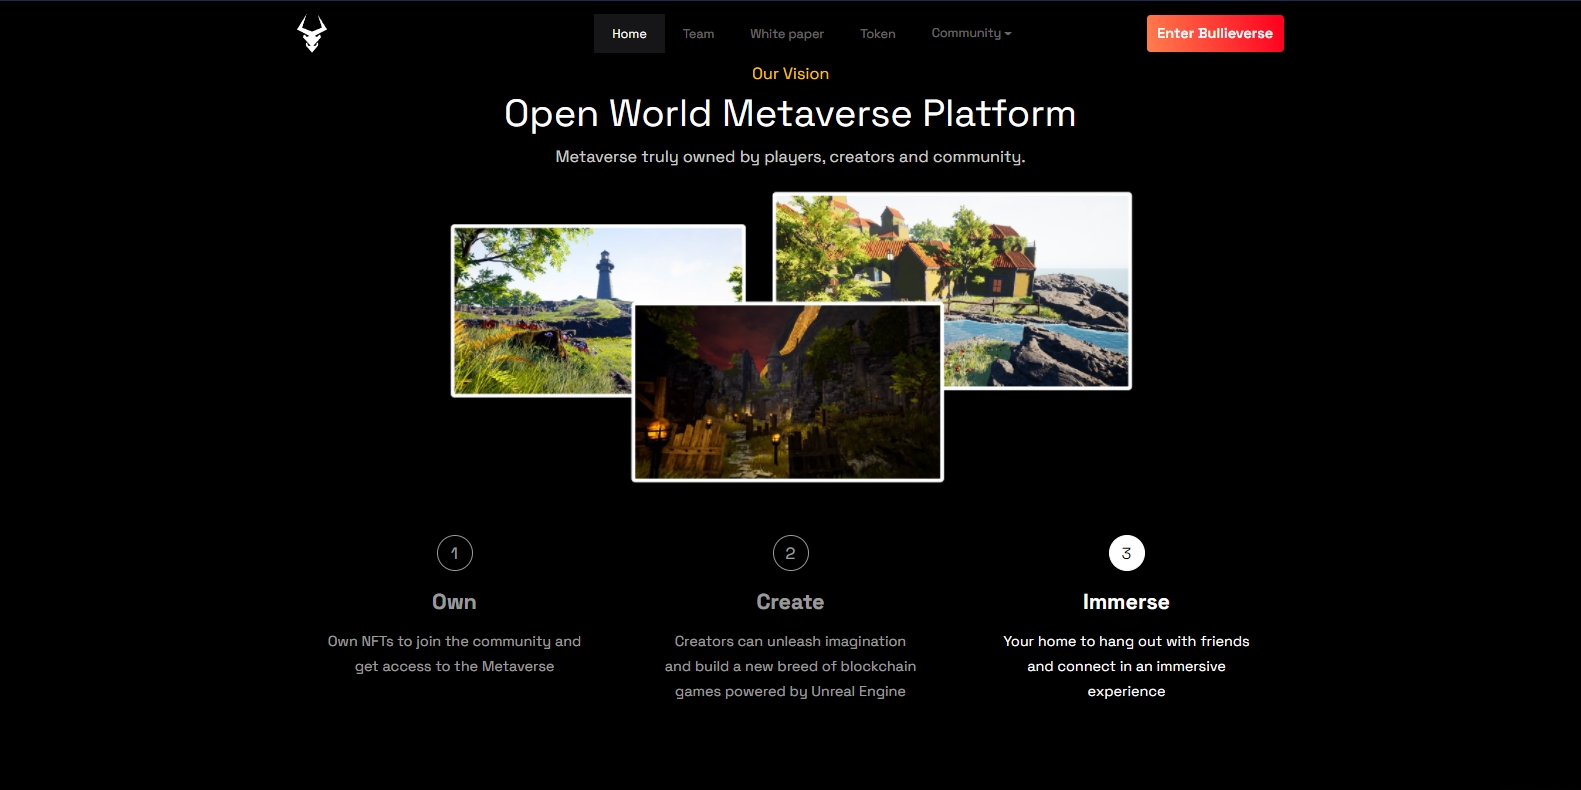 Home
Team
White paper
Token
Community
Enter Bullieverse
Our Vision
Open World Metaverse Platform
Metaverse truly owned by players, creators and community.
1
Own
Own NFTs to join the community and
get access to the Metaverse
2
Create
Creators can unleash imagination
and build a new breed of blockchain
games powered by Unreal Engine
3
Immerse
Your home to hang out with friends
and connect in an immersive
experience